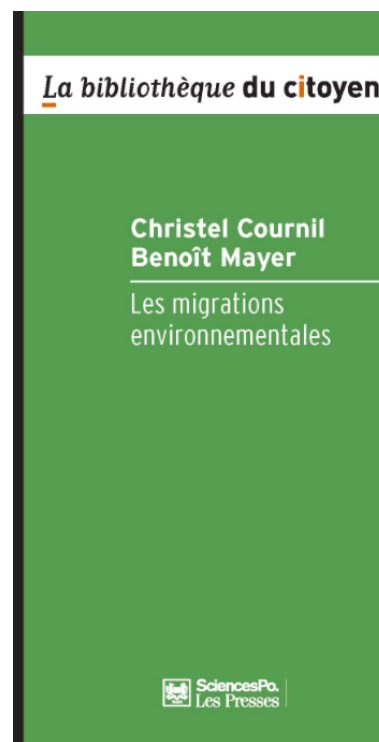 La bibliothèque du citoyen
Christel Cournil
Benoît Mayer
Les migrations
environnementales
SciencesPo.
Les Presses